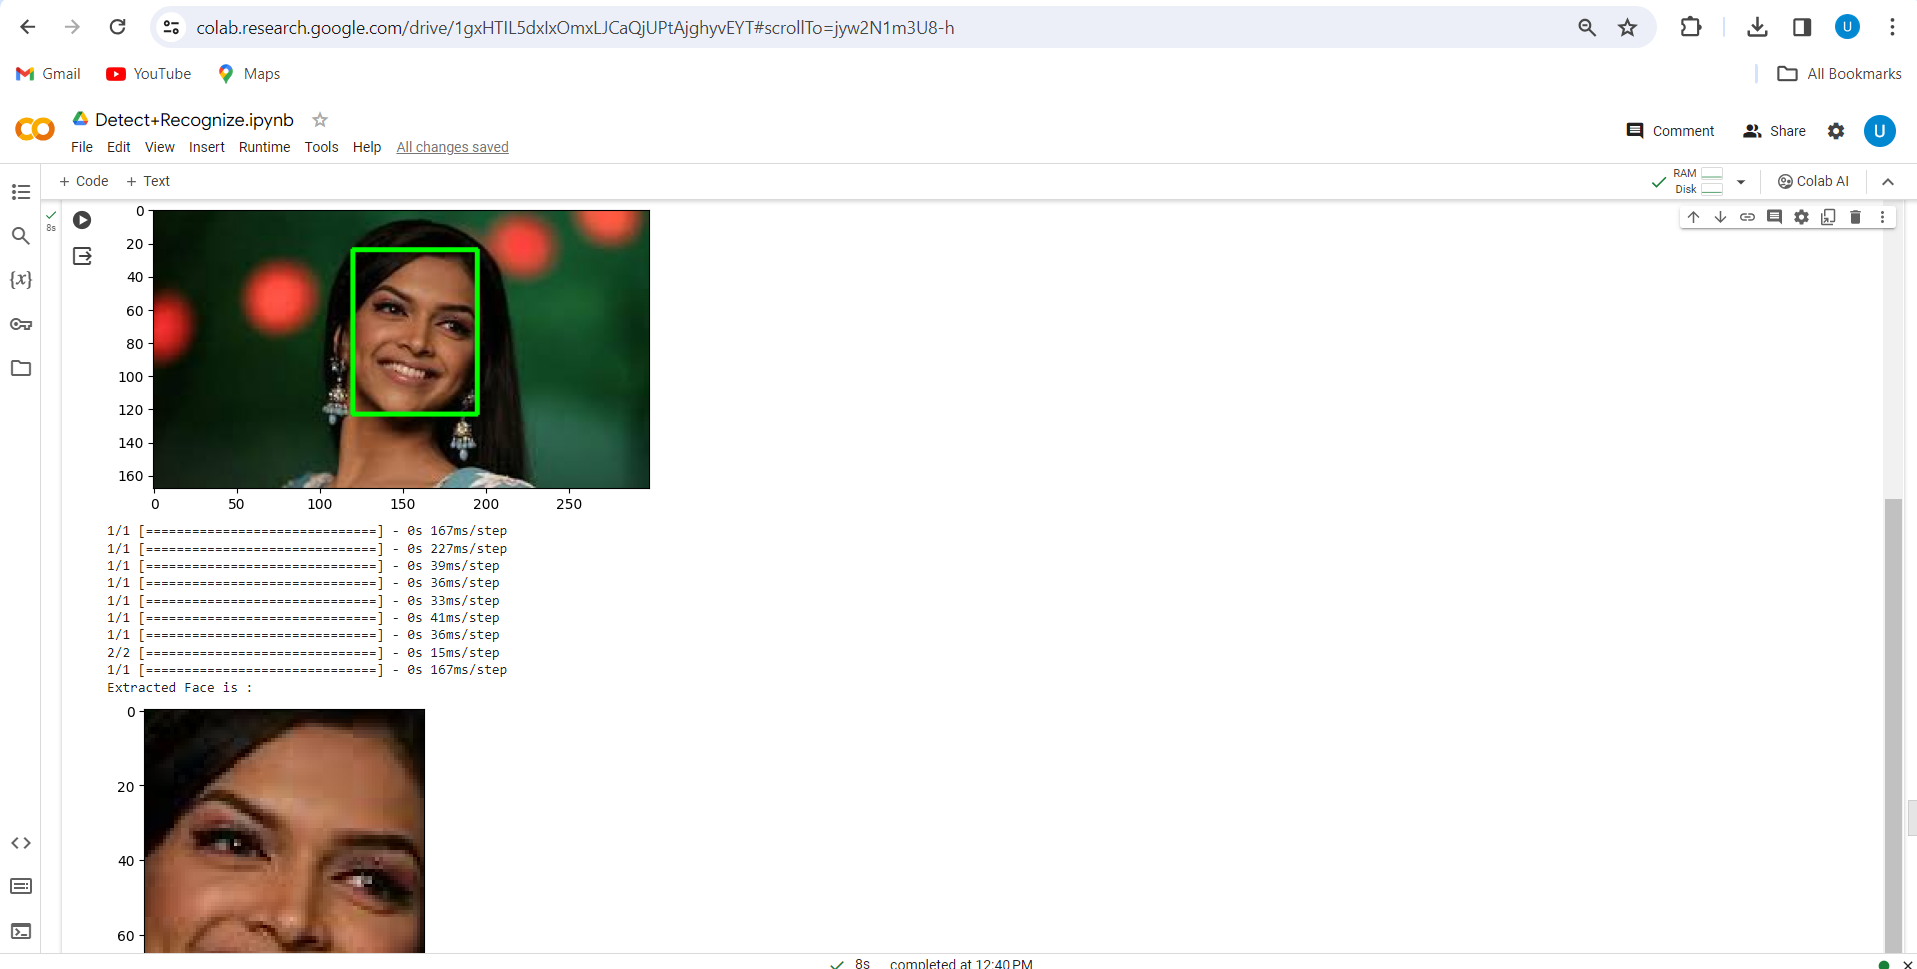 colab.research.google.com/drive/1gxHTIL5dxIxOmxLJCaQjUPtAjghyvEYT#scrollTo=jyw2N1m3U8-h
U
Gmail YouTube Maps All Bookmarks
Detect+Recognize.ipynb
File Edit View Insert Runtime Tools Help All changes saved
Comment Share U
+ Code + Text
RAM
Disk
Colab AI
8s
{x}
0
20
40
60
80
100
120
140
160
0 50 100 150 200 250
1/1 [==============================] - 0s 167ms/step
1/1 [==============================] - 0s 227ms/step
1/1 [==============================] - 0s 39ms/step
1/1 [==============================] - 0s 36ms/step
1/1 [==============================] - 0s 33ms/step
1/1 [==============================] - 0s 41ms/step
1/1 [==============================] - 0s 36ms/step
2/2 [==============================] - 0s 15ms/step
1/1 [==============================] - 0s 167ms/step
Extracted Face is :
0
20
40
60
8s completed at 12:40 PM